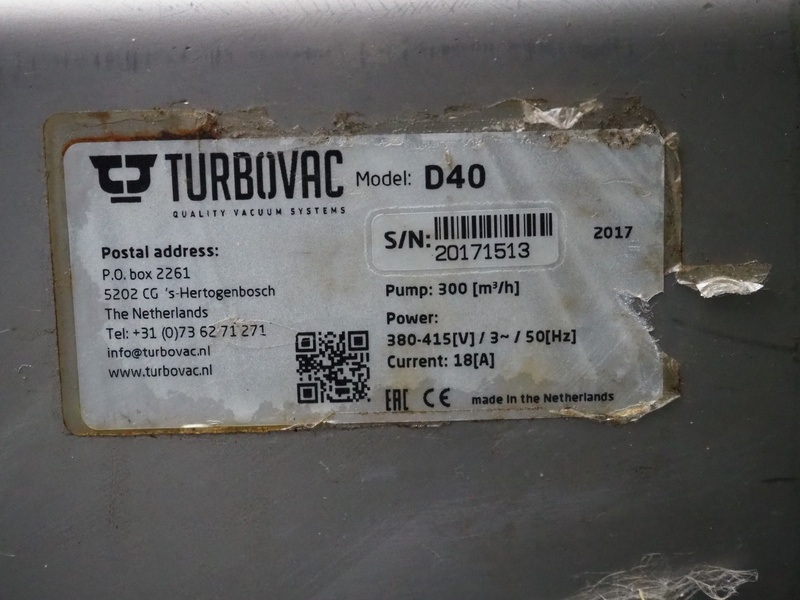 TURBOVAC
QUALITY VACUUM SYSTEMS
Model: D40
S/N: 20171513
2017
Postal address:
P.O. box 2261
5202 CG 's-Hertogenbosch
The Netherlands
Tel: +31 (0)73 62 71 271
info@turbovac.nl
www.turbovac.nl
Pump: 300 [m³/h]
Power:
380-415[V] / 3~ / 50[Hz]
Current: 18[A]
EAC CE made in the Netherlands